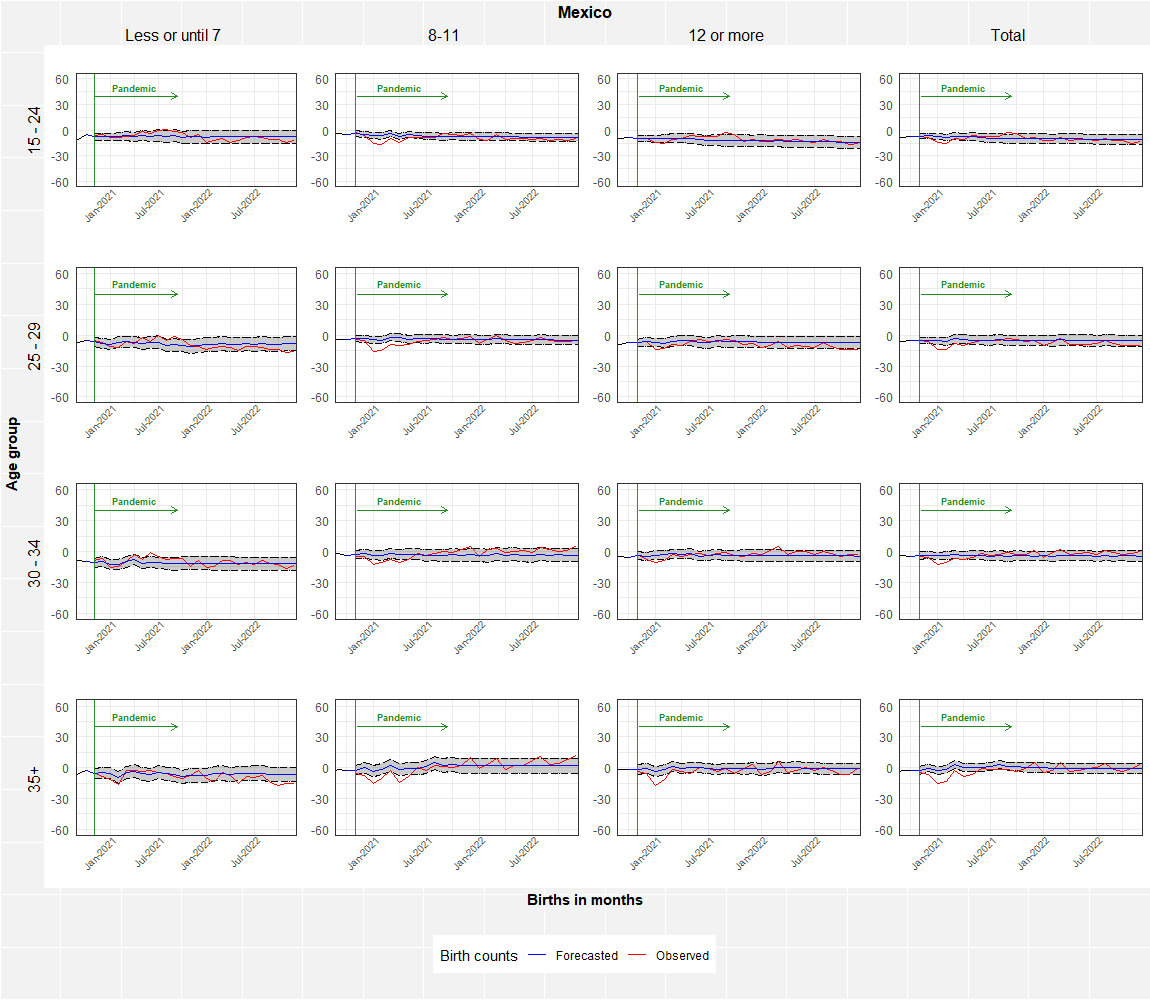 Mexico
Less or until 7 8-11 12 or more Total
15 - 24
60 60 60 60
Pandemic Pandemic Pandemic Pandemic
30 30 30 30
0 0 0 0
-30 -30 -30 -30
-60 -60 -60 -60
Jan-2021 Jul-2021 Jan-2022 Jul-2022 Jan-2021 Jul-2021 Jan-2022 Jul-2022 Jan-2021 Jul-2021 Jan-2022 Jul-2022 Jan-2021 Jul-2021 Jan-2022 Jul-2022
25 - 29
60 60 60 60
Pandemic Pandemic Pandemic Pandemic
30 30 30 30
0 0 0 0
-30 -30 -30 -30
-60 -60 -60 -60
Jan-2021 Jul-2021 Jan-2022 Jul-2022 Jan-2021 Jul-2021 Jan-2022 Jul-2022 Jan-2021 Jul-2021 Jan-2022 Jul-2022 Jan-2021 Jul-2021 Jan-2022 Jul-2022
Age group
30 - 34
60 60 60 60
Pandemic Pandemic Pandemic Pandemic
30 30 30 30
0 0 0 0
-30 -30 -30 -30
-60 -60 -60 -60
Jan-2021 Jul-2021 Jan-2022 Jul-2022 Jan-2021 Jul-2021 Jan-2022 Jul-2022 Jan-2021 Jul-2021 Jan-2022 Jul-2022 Jan-2021 Jul-2021 Jan-2022 Jul-2022
35+
60 60 60 60
Pandemic Pandemic Pandemic Pandemic
30 30 30 30
0 0 0 0
-30 -30 -30 -30
-60 -60 -60 -60
Jan-2021 Jul-2021 Jan-2022 Jul-2022 Jan-2021 Jul-2021 Jan-2022 Jul-2022 Jan-2021 Jul-2021 Jan-2022 Jul-2022 Jan-2021 Jul-2021 Jan-2022 Jul-2022
Births in months
Birth counts Forecasted Observed